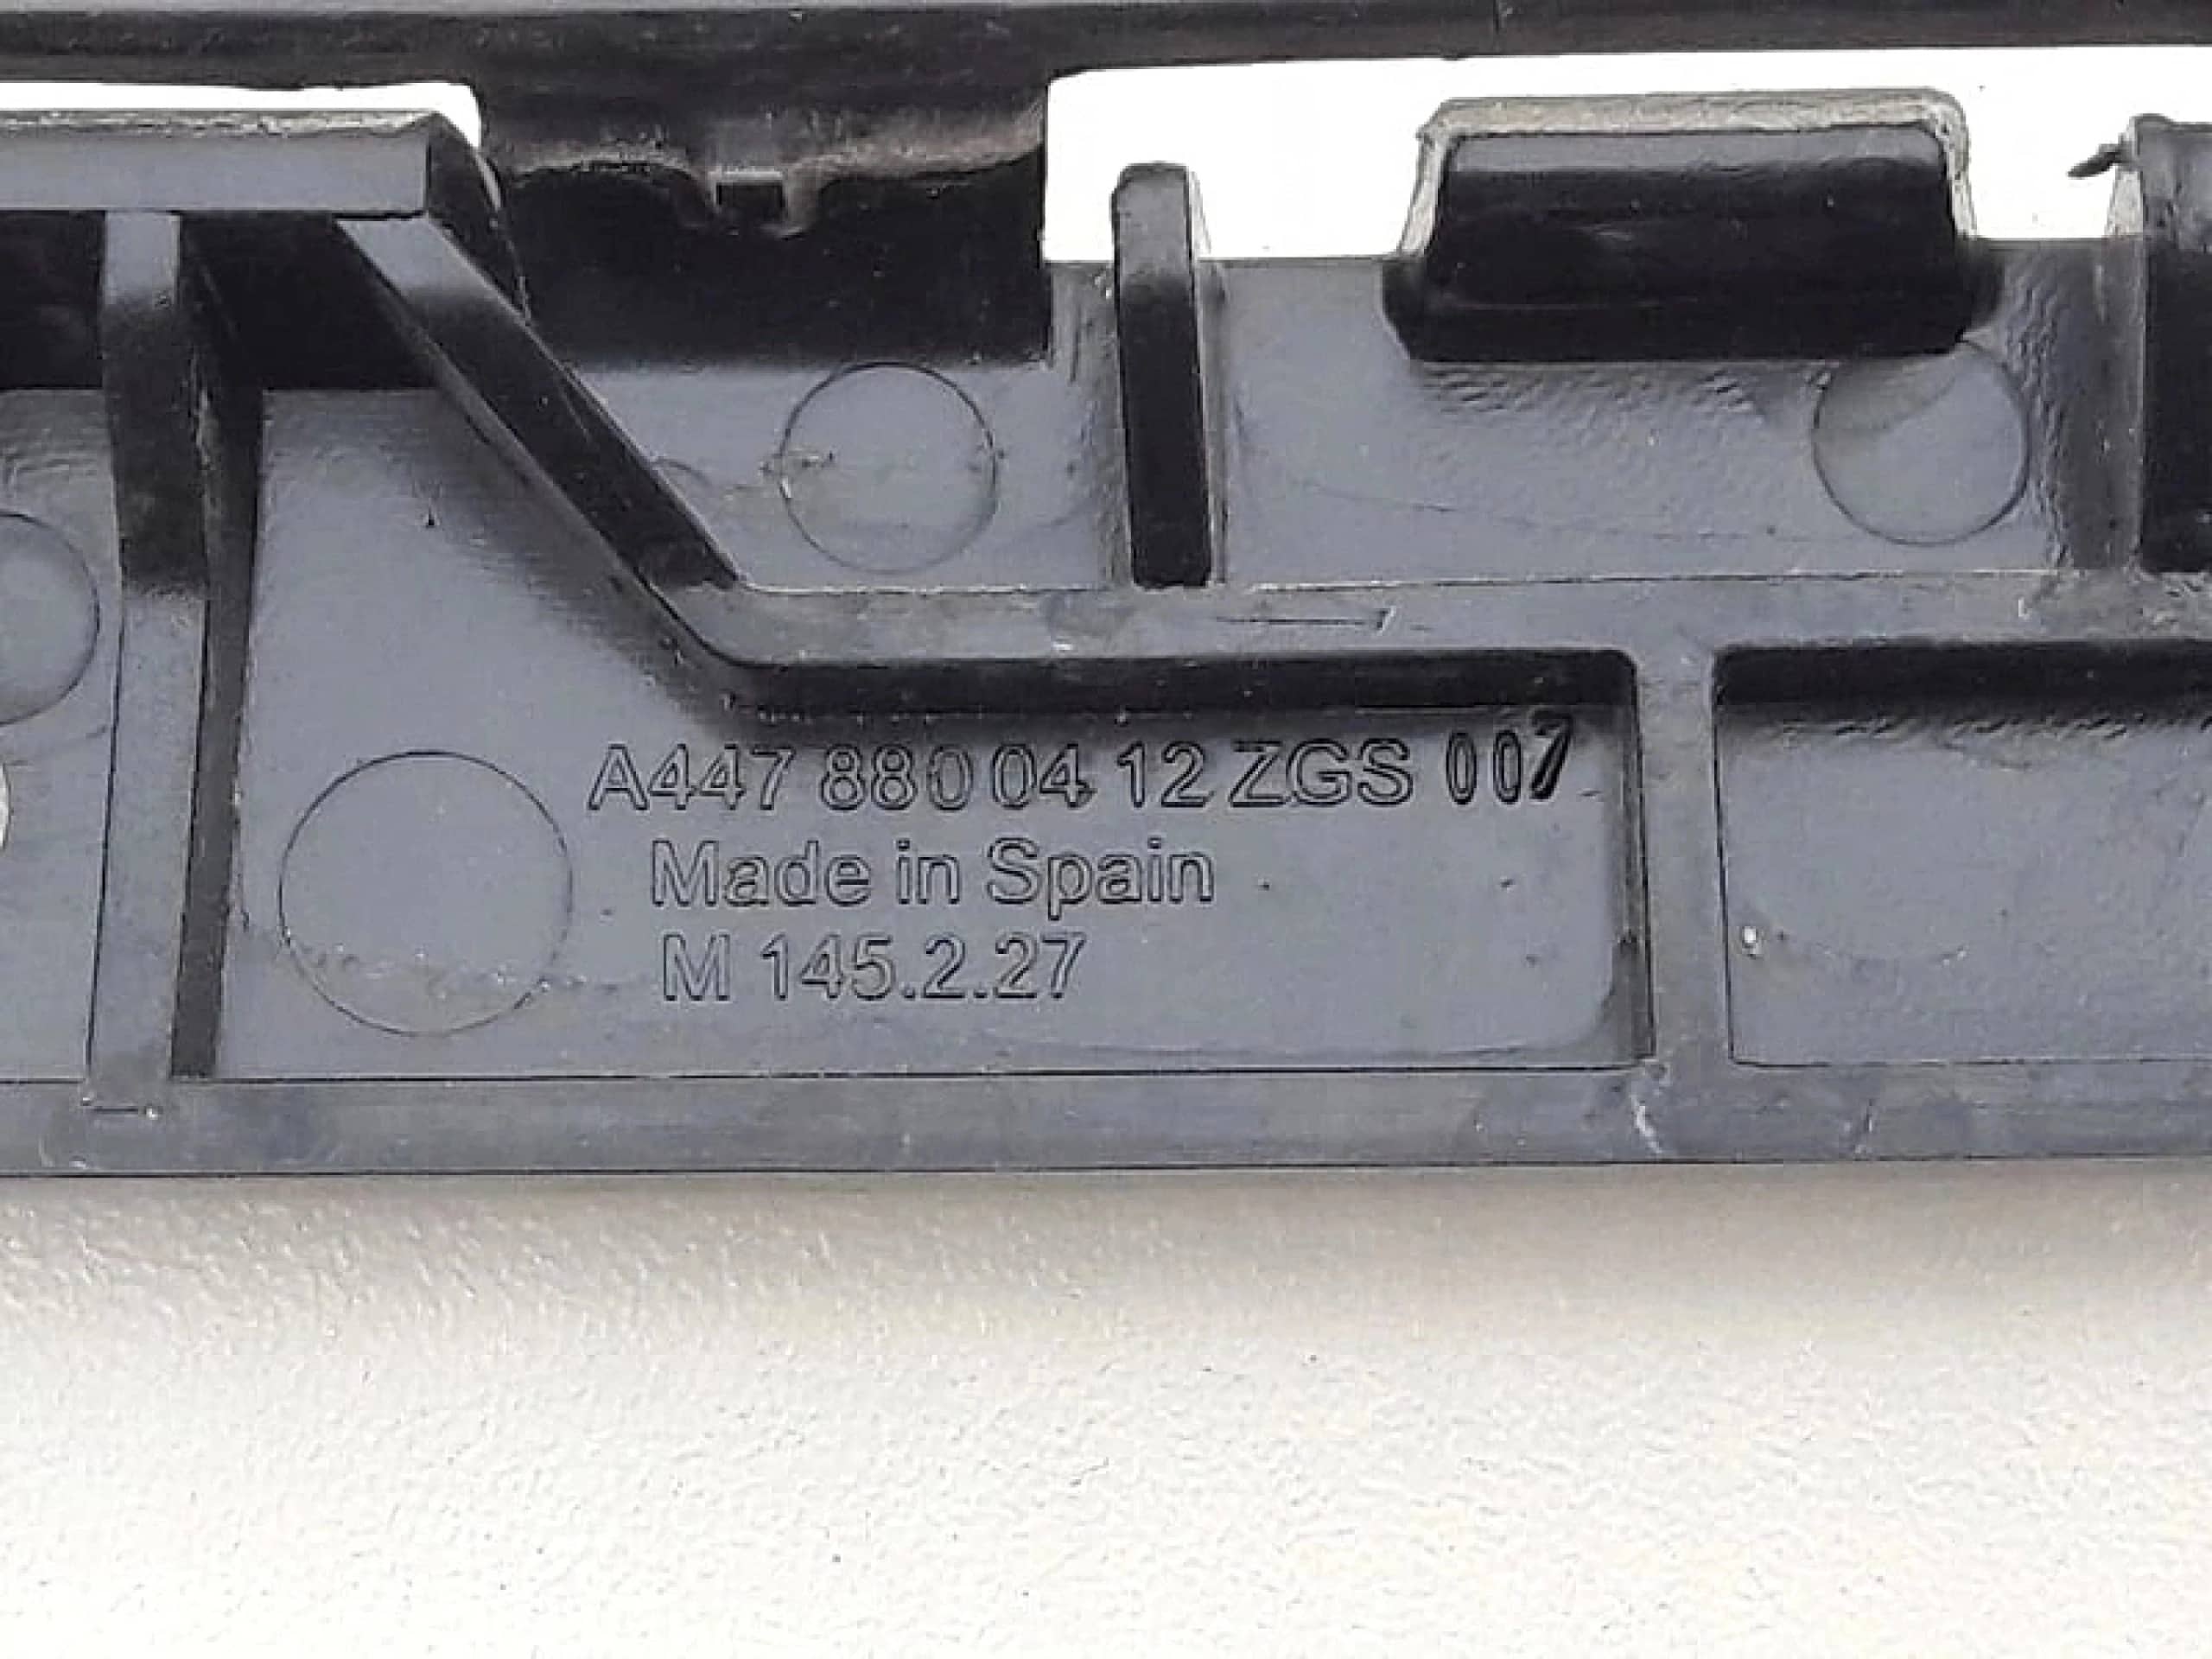 A447 880 04 12 ZGS 007
Made in Spain
M 145.2.27